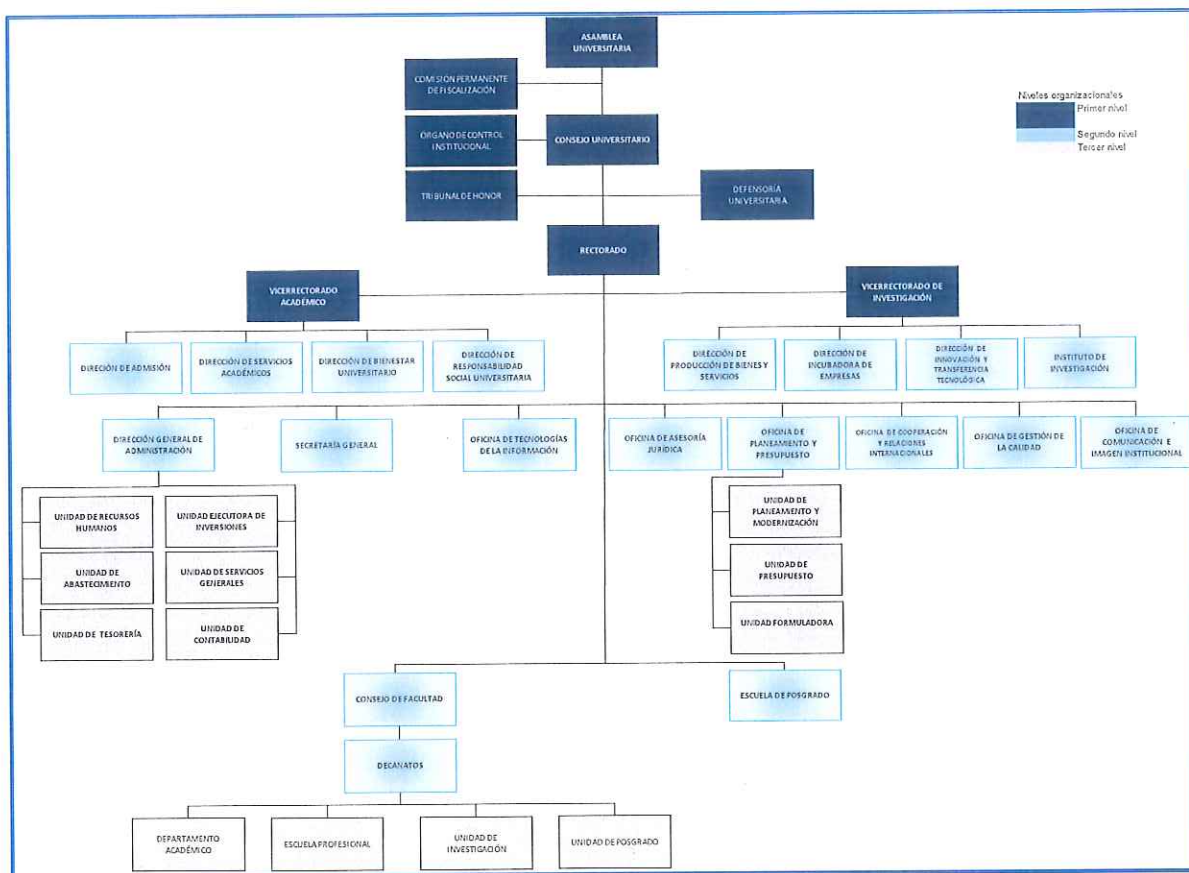 ASAMBLEA
UNIVERSITARIA
COMISIÓN PERMANENTE
DE FISCALIZACIÓN
Niveles organizacionales
Primer nivel
Segundo nivel
Tercer nivel
ÓRGANO DE CONTROL
INSTITUCIONAL
CONSEJO UNIVERSITARIO
TRIBUNAL DE HONOR
DEFENSORÍA
UNIVERSITARIA
RECTORADO
VICERRECTORADO
ACADÉMICO
VICERRECTORADO DE
INVESTIGACIÓN
DIRECIÓN DE ADMISIÓN
DIRECCIÓN DE SERVICIOS
ACADÉMICOS
DIRECCIÓN DE BIENESTAR
UNIVERSITARIO
DIRECCIÓN DE
RESPONSABILIDAD
SOCIAL UNIVERSITARIA
DIRECCIÓN DE
PRODUCCIÓN DE BIENES Y
SERVICIOS
DIRECCIÓN DE
INCUBADORA DE
EMPRESAS
DIRECCIÓN DE
INNOVACIÓN Y
TRANSFERENCIA
TECNOLÓGICA
INSTITUTO DE
INVESTIGACIÓN
DIRECCIÓN GENERAL DE
ADMINISTRACIÓN
SECRETARÍA GENERAL
OFICINA DE TECNOLOGÍAS
DE LA INFORMACIÓN
OFICINA DE ASESORÍA
JURÍDICA
OFICINA DE
PLANEAMIENTO Y
PRESUPUESTO
OFICINA DE COOPERACIÓN
Y RELACIONES
INTERNACIONALES
OFICINA DE GESTIÓN DE
LA CALIDAD
OFICINA DE
COMUNICACIÓN E
IMAGEN INSTITUCIONAL
UNIDAD DE RECURSOS
HUMANOS
UNIDAD EJECUTORA DE
INVERSIONES
UNIDAD DE
PLANEAMIENTO Y
MODERNIZACIÓN
UNIDAD DE
ABASTECIMIENTO
UNIDAD DE SERVICIOS
GENERALES
UNIDAD DE
PRESUPUESTO
UNIDAD DE TESORERÍA
UNIDAD DE
CONTABILIDAD
UNIDAD FORMULADORA
CONSEJO DE FACULTAD
ESCUELA DE POSGRADO
DECANATOS
DEPARTAMENTO
ACADÉMICO
ESCUELA PROFESIONAL
UNIDAD DE
INVESTIGACIÓN
UNIDAD DE POSGRADO